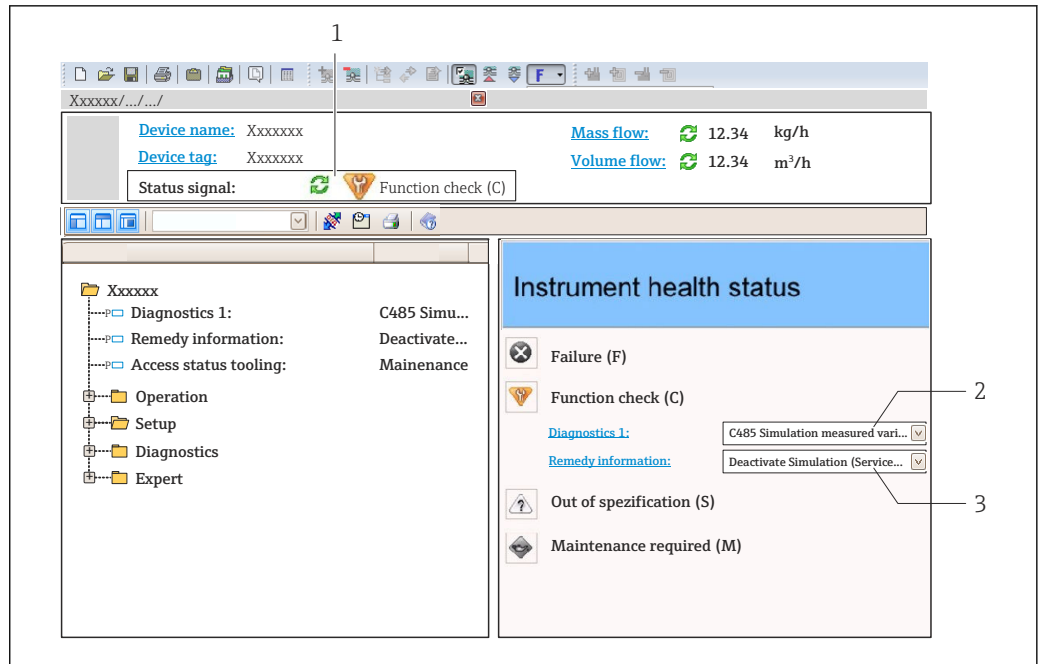 1
F
Xxxxxx/.../.../
Device name: Xxxxxxx
Mass flow: 12.34 kg/h
Device tag: Xxxxxxx
Volume flow: 12.34 m³/h
Status signal: Function check (C)
Xxxxxx
Diagnostics 1: C485 Simu...
Remedy information: Deactivate...
Access status tooling: Mainenance
Operation
Setup
Diagnostics
Expert
Instrument health status
Failure (F)
Function check (C)
2
Diagnostics 1: C485 Simulation measured vari...
Remedy information: Deactivate Simulation (Service...
Out of spezification (S)
3
Maintenance required (M)